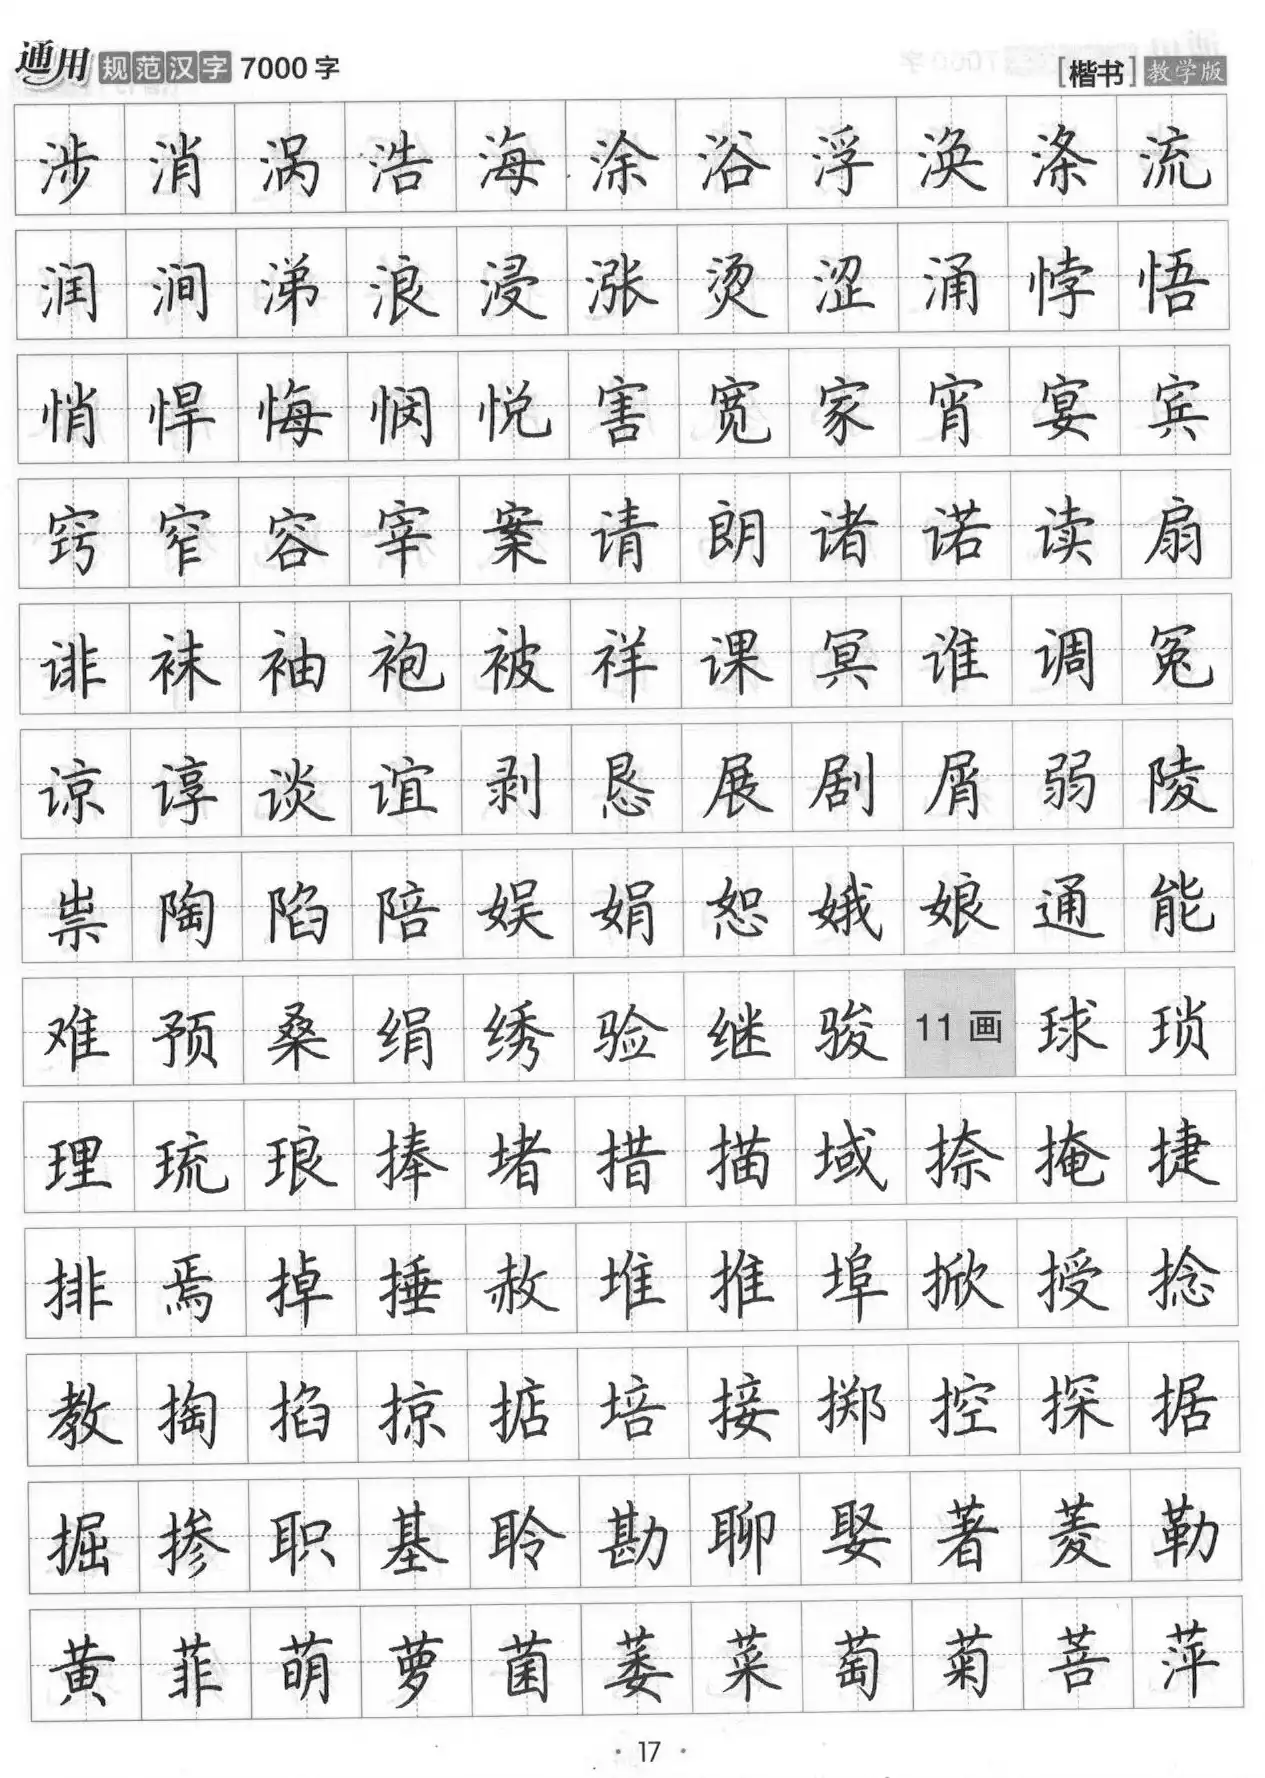 通用规范汉字 7000 字 [楷书] 教学版
涉 消 涡 浩 海 涂 浴 浮 涣 涤 流
润 涧 涕 浪 浸 涨 烫 涩 涌 悖 悟
悄 悍 悔 悯 悦 害 宽 家 宵 宴 宾
窍 窄 容 宰 案 请 朗 诸 诺 读 扇
诽 袜 袖 袍 被 祥 课 冥 谁 调 冤
谅 谆 谈 谊 剥 恳 展 剧 屑 弱 陵
祟 陶 陷 陪 娱 娟 恕 娥 娘 通 能
难 预 桑 绢 绣 验 继 骏 11 画 球 琐
理 琉 琅 捧 堵 措 描 域 捺 掩 捷
排 焉 掉 捶 赦 堆 推 埠 掀 授 捻
教 掏 掐 掠 掂 培 接 掷 控 探 据
掘 掺 职 基 聆 勘 聊 娶 著 菱 勒
黄 菲 萌 萝 菌 萎 菜 萄 菊 菩 萍
· 17 ·